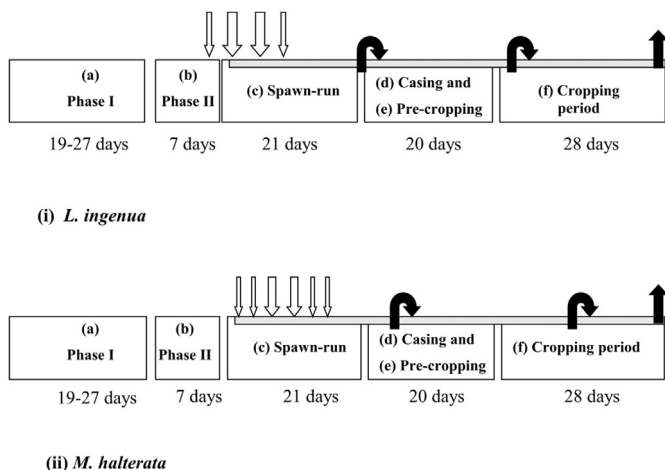 (a)
Phase I
(b)
Phase II
(c) Spawn-run
(d) Casing and
(e) Pre-cropping
(f) Cropping
period
19-27 days
7 days
21 days
20 days
28 days
(i) L. ingenua
(a)
Phase I
(b)
Phase II
(c) Spawn-run
(d) Casing and
(e) Pre-cropping
(f) Cropping period
19-27 days
7 days
21 days
20 days
28 days
(ii) M. halterata